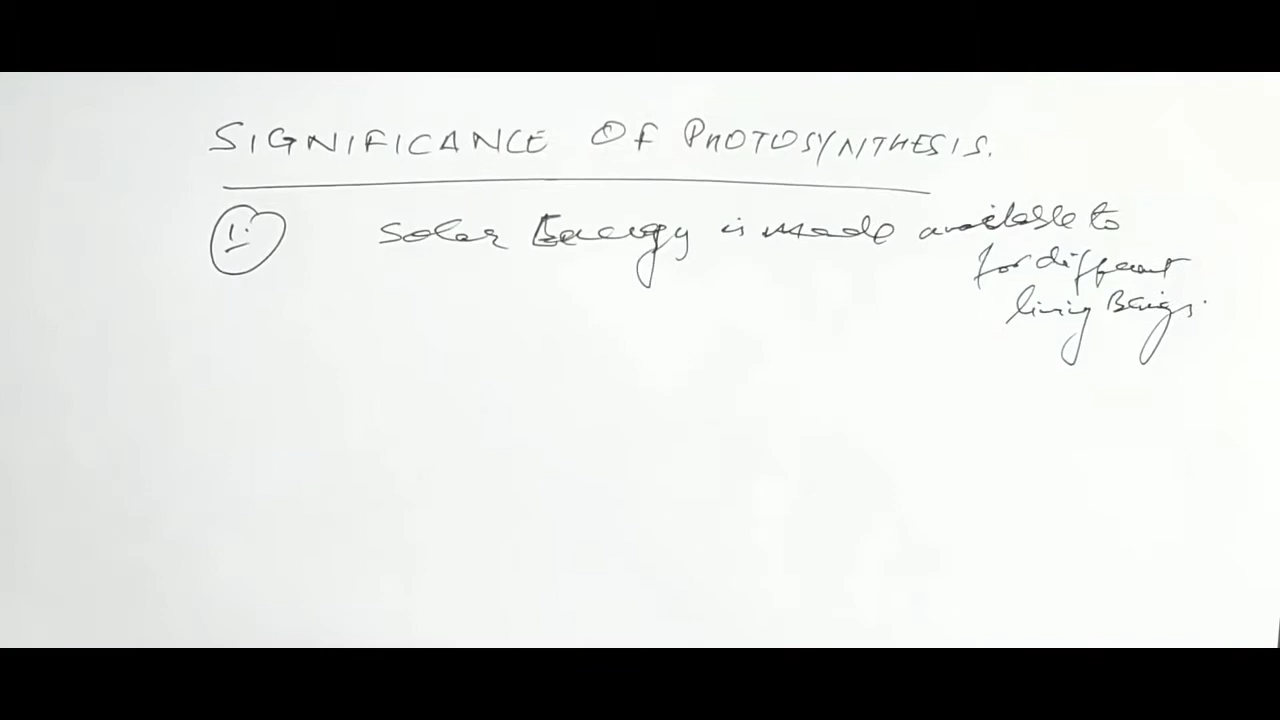 SIGNIFICANCE OF PHOTOSYNTHESIS.
1. Solar Energy is made available to
for different
living Beings.